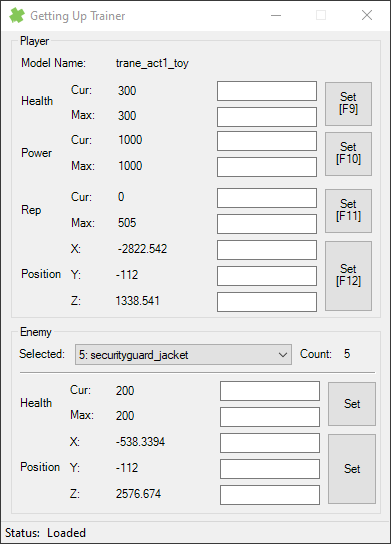 Getting Up Trainer
Player
Model Name: trane_act1_toy
Health Cur: 300 Set [F9]
Max: 300
Power Cur: 1000 Set [F10]
Max: 1000
Rep Cur: 0 Set [F11]
Max: 505
Position X: -2822.542 Set [F12]
Y: -112
Z: 1338.541
Enemy
Selected: 5: securityguard_jacket Count: 5
Health Cur: 200 Set
Max: 200
Position X: -538.3394 Set
Y: -112
Z: 2576.674
Status: Loaded